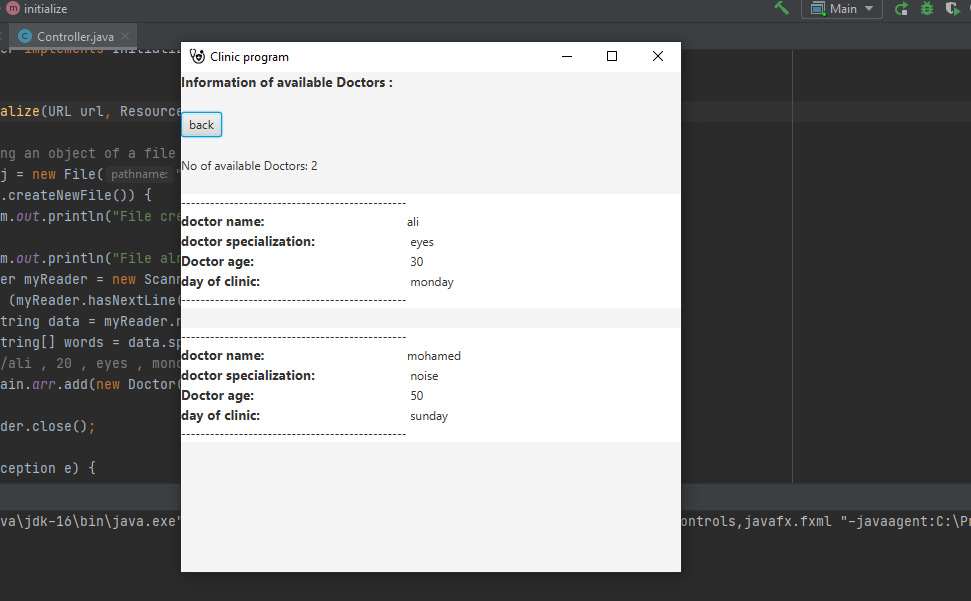 initialize
Main
Controller.java
er implements Initializ
Clinic program
Information of available Doctors :
alize(URL url, Resource
back
ng an object of a file
j = new File( pathname: "
No of available Doctors: 2
.createNewFile()) {
----------------------------------------------
m.out.println("File cre
doctor name: ali
doctor specialization: eyes
m.out.println("File alr
Doctor age: 30
er myReader = new Scann
day of clinic: monday
(myReader.hasNextLine(
----------------------------------------------
tring data = myReader.n
----------------------------------------------
tring[] words = data.sp
doctor name: mohamed
/ali , 20 , eyes , mond
doctor specialization: noise
ain.arr.add(new Doctor(
Doctor age: 50
day of clinic: sunday
der.close();
----------------------------------------------
ception e) {
va\jdk-16\bin\java.exe"
ontrols,javafx.fxml "-javaagent:C:\Pr